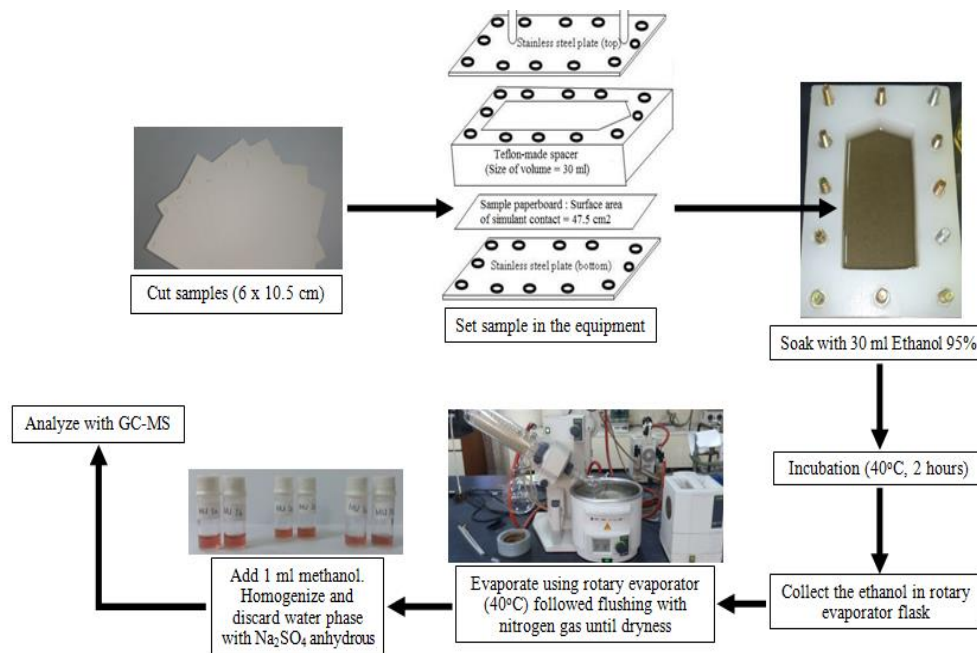 Stainless steel plate (top)
Teflon-made spacer
(Size of volume = 30 ml)
Sample paperboard : Surface area
of simulant contact = 47.5 cm2
Stainless steel plate (bottom)
Cut samples (6 x 10.5 cm)
Set sample in the equipment
Soak with 30 ml Ethanol 95%
Incubation (40°C, 2 hours)
Collect the ethanol in rotary
evaporator flask
Evaporate using rotary evaporator
(40°C) followed flushing with
nitrogen gas until dryness
Add 1 ml methanol.
Homogenize and
discard water phase
with Na₂SO₄ anhydrous
Analyze with GC-MS